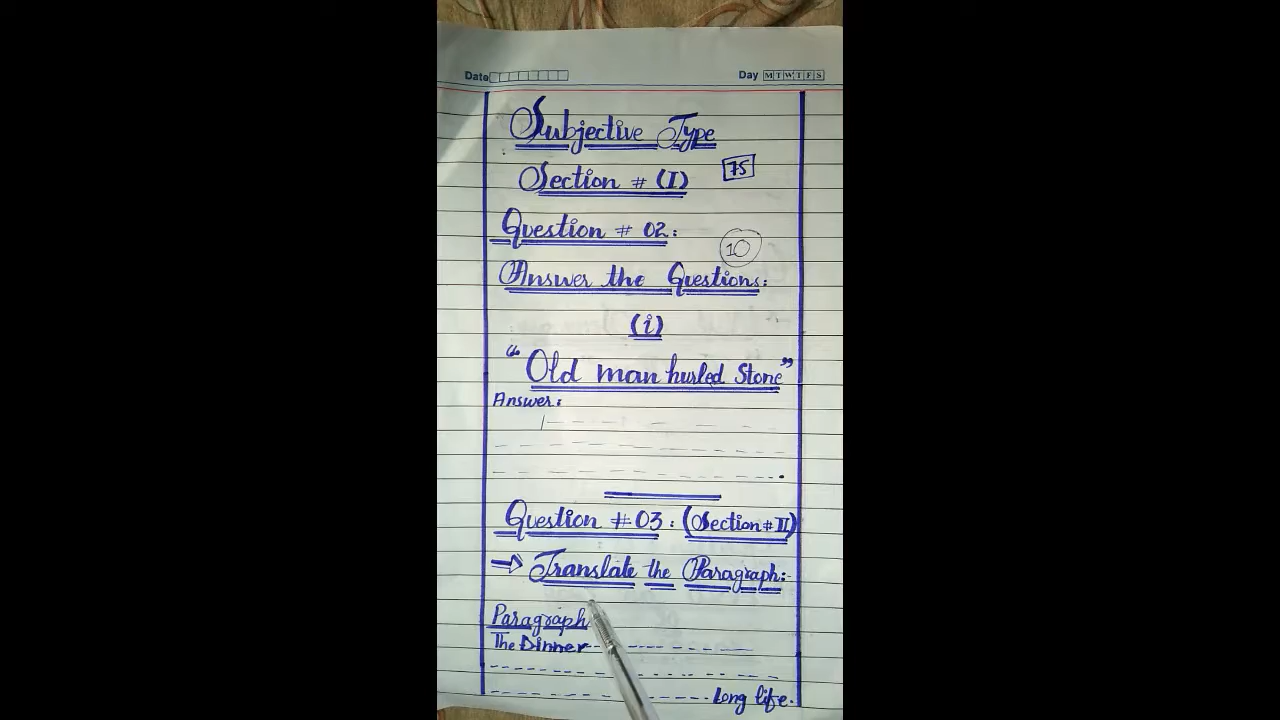 Date Day M T W T F S
Subjective Type
Section # (I) 75
Question # 02:
10
Answer the Questions:
(i)
"Old man hurled Stone"
Answer:
Question # 03: (Section # II)
→ Translate the Paragraph:-
Paragraph
The Dinner
Long life.